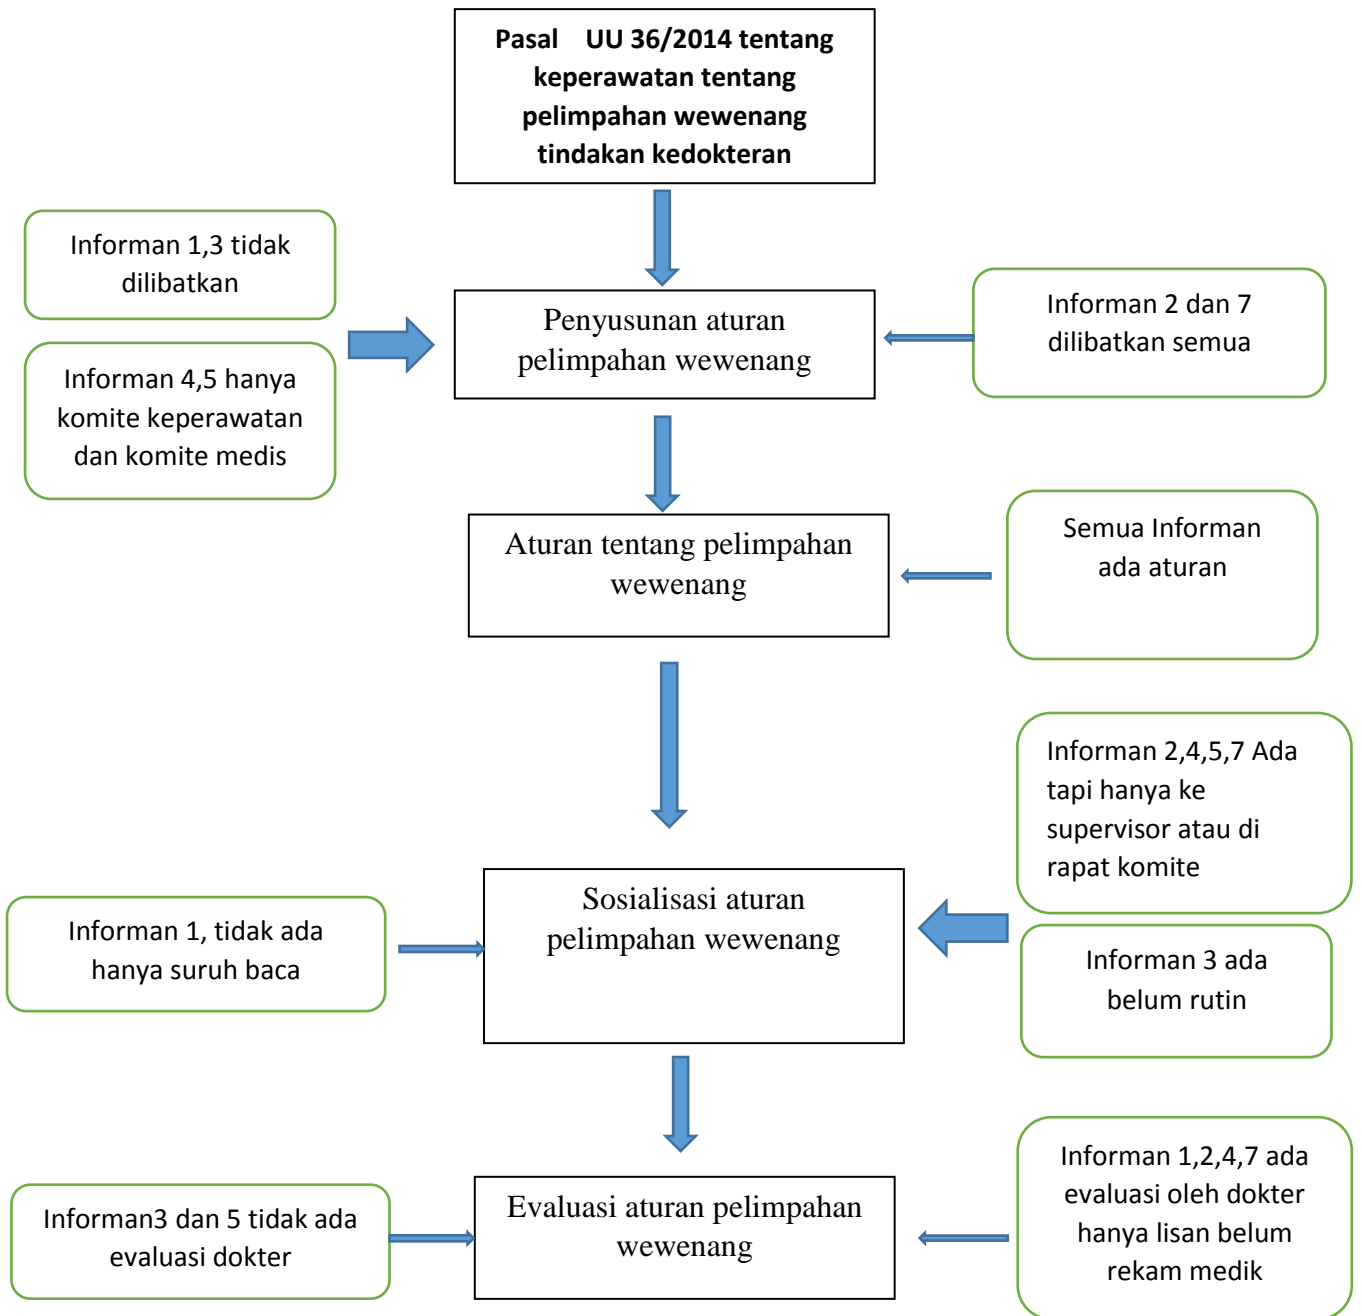 Pasal UU 36/2014 tentang
keperawatan tentang
pelimpahan wewenang
tindakan kedokteran
Informan 1,3 tidak
dilibatkan
Penyusunan aturan
pelimpahan wewenang
Informan 2 dan 7
dilibatkan semua
Informan 4,5 hanya
komite keperawatan
dan komite medis
Aturan tentang pelimpahan
wewenang
Semua Informan
ada aturan
Informan 2,4,5,7 Ada
tapi hanya ke
supervisor atau di
rapat komite
Informan 1, tidak ada
hanya suruh baca
Sosialisasi aturan
pelimpahan wewenang
Informan 3 ada
belum rutin
Informan3 dan 5 tidak ada
evaluasi dokter
Evaluasi aturan pelimpahan
wewenang
Informan 1,2,4,7 ada
evaluasi oleh dokter
hanya lisan belum
rekam medik